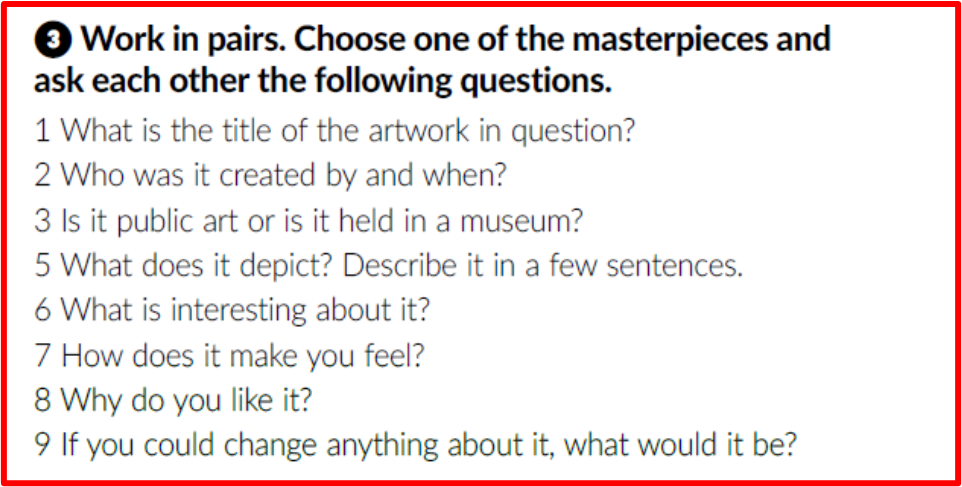 3 Work in pairs. Choose one of the masterpieces and
ask each other the following questions.
1 What is the title of the artwork in question?
2 Who was it created by and when?
3 Is it public art or is it held in a museum?
5 What does it depict? Describe it in a few sentences.
6 What is interesting about it?
7 How does it make you feel?
8 Why do you like it?
9 If you could change anything about it, what would it be?